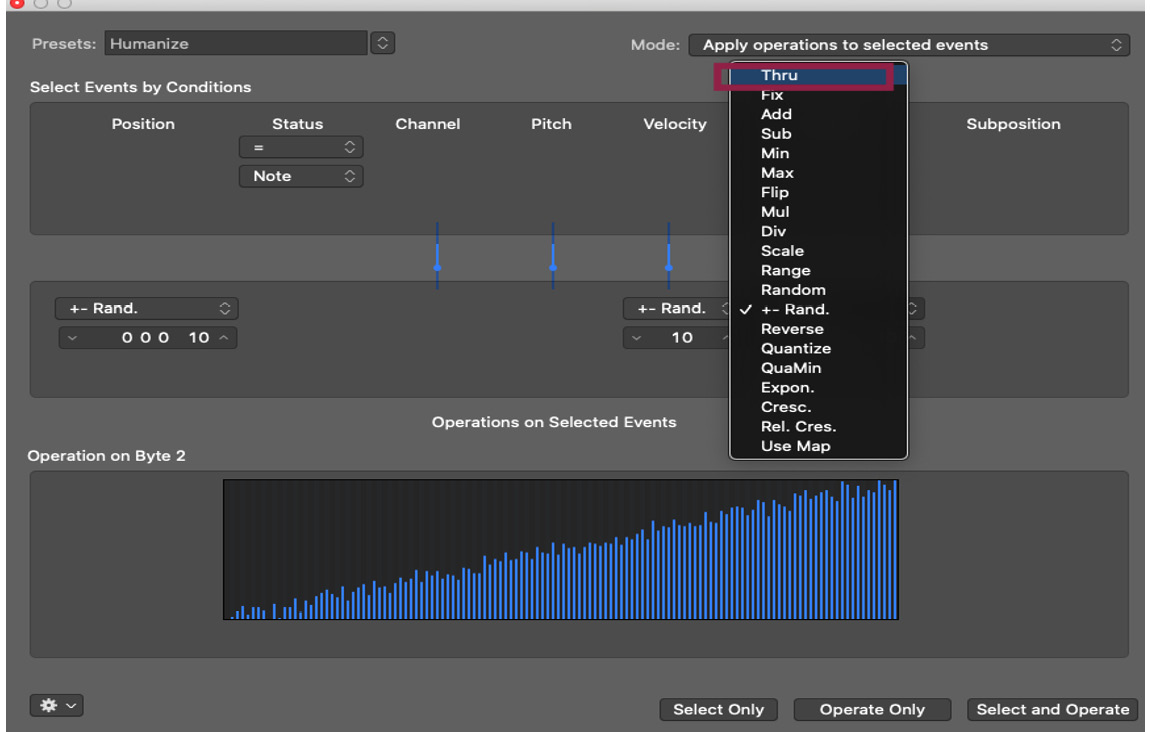 Presets: Humanize
Mode: Apply operations to selected events
Select Events by Conditions
Position Status Channel Pitch Velocity Subposition
=
Note
Thru
Fix
Add
Sub
Min
Max
Flip
Mul
Div
Scale
Range
Random
✓ +- Rand.
Reverse
Quantize
QuaMin
Expon.
Cresc.
Rel. Cres.
Use Map
+- Rand. +- Rand.
0 0 0 10 10
Operations on Selected Events
Operation on Byte 2
Select Only Operate Only Select and Operate